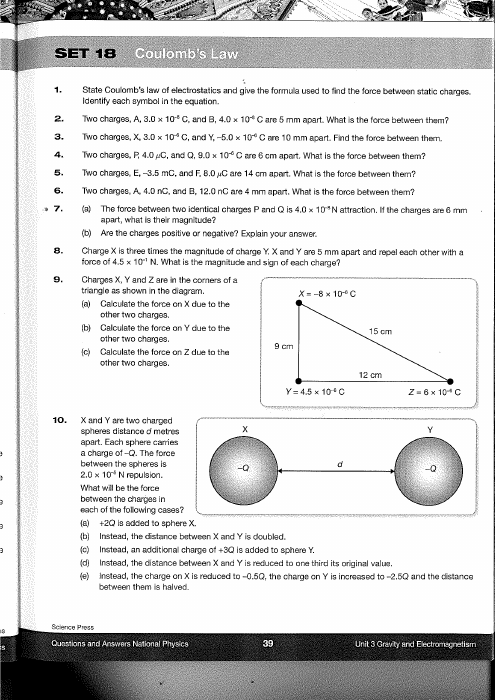 SET 18 Coulomb's Law
1. State Coulomb's law of electrostatics and give the formula used to find the force between static charges.
Identify each symbol in the equation.
2. Two charges, A, 3.0 × 10⁻⁶ C, and B, 4.0 × 10⁻⁶ C are 5 mm apart. What is the force between them?
3. Two charges, X, 3.0 × 10⁻⁶ C, and Y, –5.0 × 10⁻⁶ C are 10 mm apart. Find the force between them.
4. Two charges, P, 4.0 μC, and Q, 9.0 × 10⁻⁶ C are 6 cm apart. What is the force between them?
5. Two charges, E, –3.5 mC, and F, 8.0 μC are 14 cm apart. What is the force between them?
6. Two charges, A, 4.0 nC, and B, 12.0 nC are 4 mm apart. What is the force between them?
7. (a) The force between two identical charges P and Q is 4.0 × 10 N attraction. If the charges are 6 mm
apart, what is their magnitude?
(b) Are the charges positive or negative? Explain your answer.
8. Charge X is three times the magnitude of charge Y. X and Y are 5 mm apart and repel each other with a
force of 4.5 × 10 N. What is the magnitude and sign of each charge?
9. Charges X, Y and Z are in the corners of a
triangle as shown in the diagram.
(a) Calculate the force on X due to the
other two charges.
(b) Calculate the force on Y due to the
other two charges.
(c) Calculate the force on Z due to the
other two charges.
X = –8 × 10⁻⁶ C
15 cm
9 cm
12 cm
Y = 4.5 × 10⁻⁶ C Z = 6 × 10⁻⁶ C
10. X and Y are two charged
spheres distance d metres
apart. Each sphere carries
a charge of –Q. The force
between the spheres is
2.0 × 10 N repulsion.
What will be the force
between the charges in
each of the following cases?
X Y
–Q d –Q
(a) +2Q is added to sphere X.
(b) Instead, the distance between X and Y is doubled.
(c) Instead, an additional charge of +3Q is added to sphere Y.
(d) Instead, the distance between X and Y is reduced to one third its original value.
(e) Instead, the charge on X is reduced to –0.5Q, the charge on Y is increased to –2.5Q and the distance
between them is halved.
Science Press
Questions and Answers National Physics 39 Unit 3 Gravity and Electromagnetism